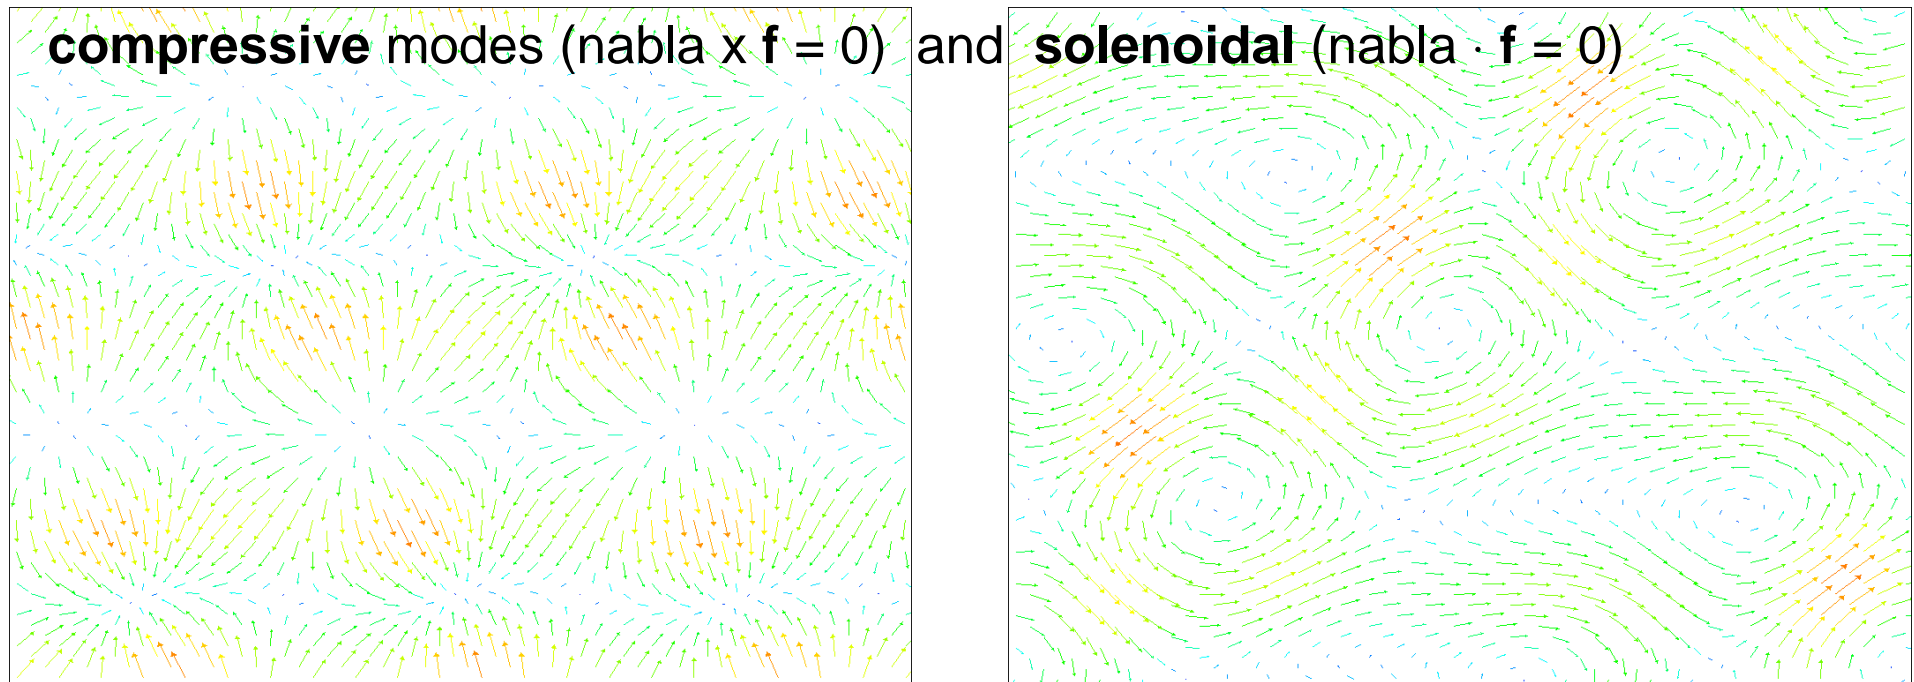 compressive modes (nabla x f = 0) and solenoidal (nabla · f = 0)